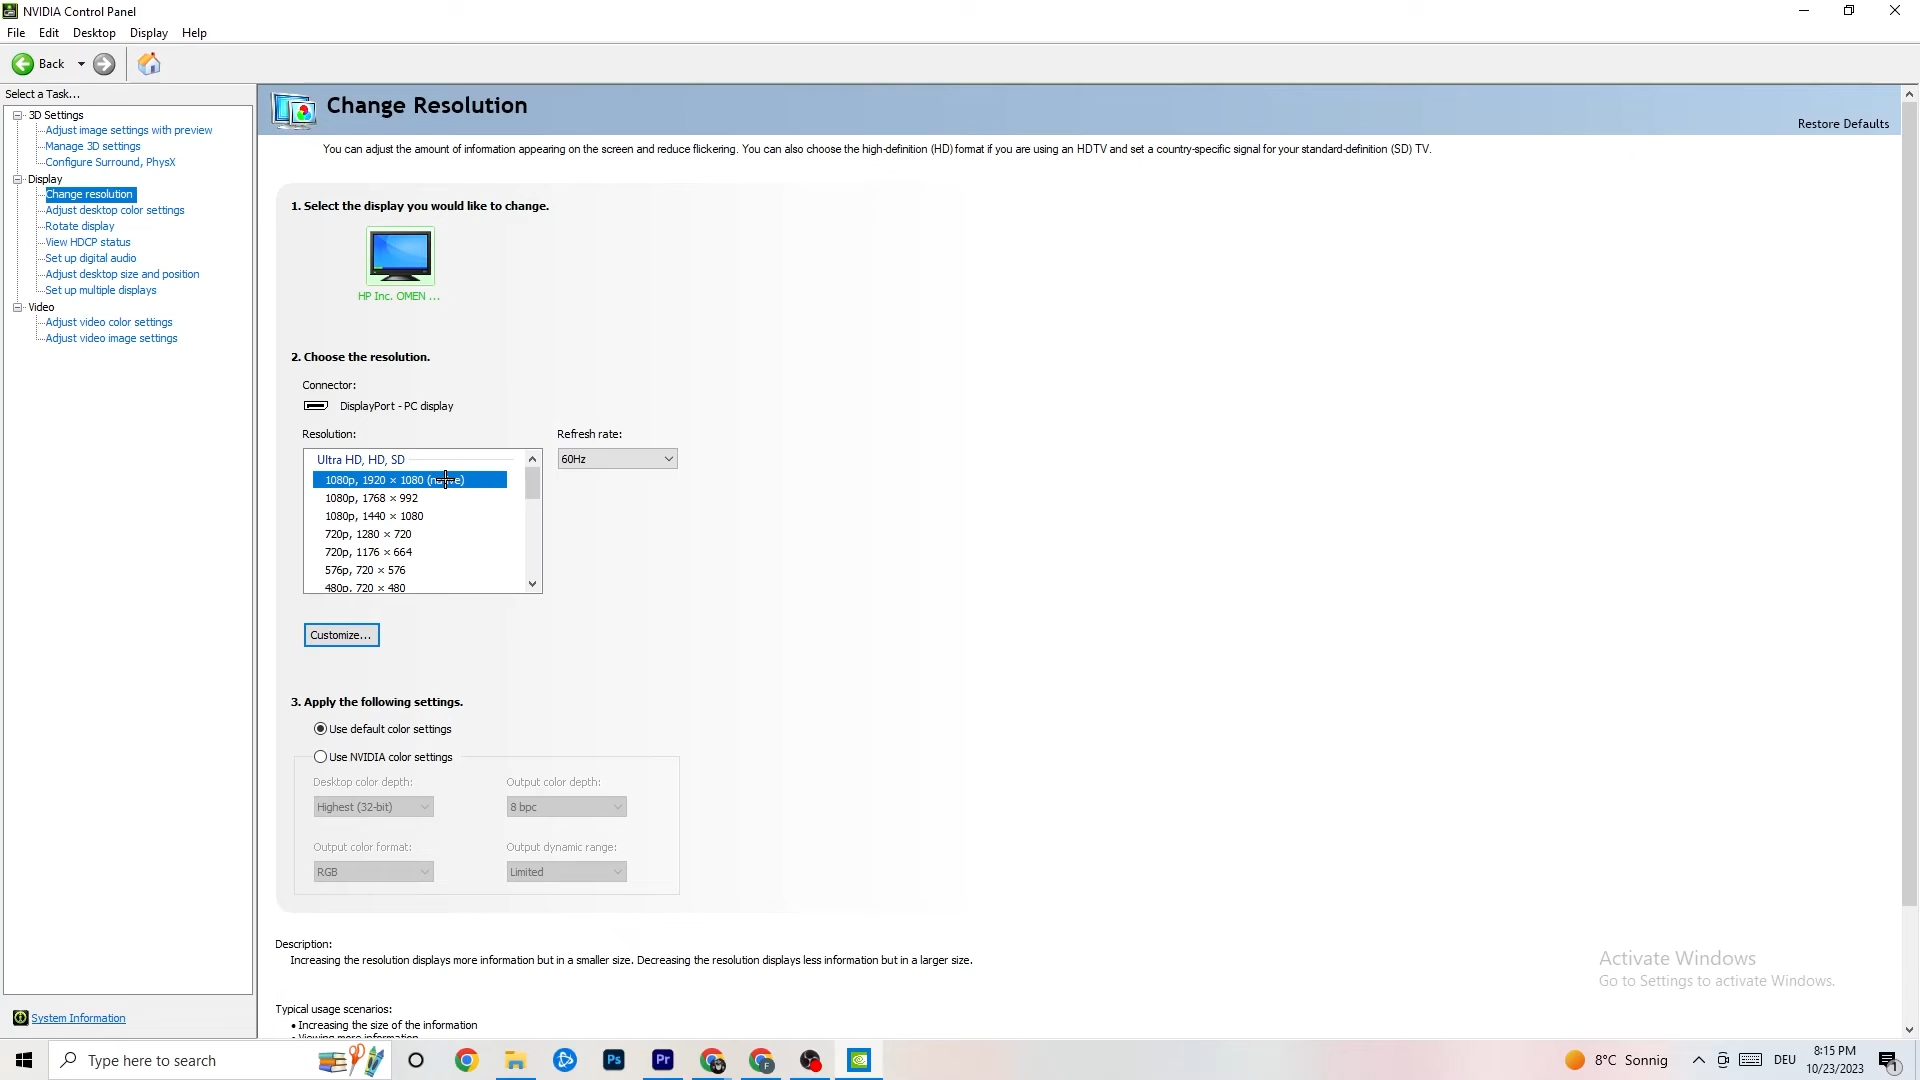 NVIDIA Control Panel
File Edit Desktop Display Help
Back
Select a Task...
3D Settings
Adjust image settings with preview
Manage 3D settings
Configure Surround, PhysX
Display
Change resolution
Adjust desktop color settings
Rotate display
View HDCP status
Set up digital audio
Adjust desktop size and position
Set up multiple displays
Video
Adjust video color settings
Adjust video image settings
System Information
Change Resolution
Restore Defaults
You can adjust the amount of information appearing on the screen and reduce flickering. You can also choose the high-definition (HD) format if you are using an HDTV and set a country-specific signal for your standard-definition (SD) TV.
1. Select the display you would like to change.
HP Inc. OMEN ...
2. Choose the resolution.
Connector:
DisplayPort - PC display
Resolution:
Refresh rate:
Ultra HD, HD, SD
60Hz
1080p, 1920 × 1080 (native)
1080p, 1768 × 992
1080p, 1440 × 1080
720p, 1280 × 720
720p, 1176 × 664
576p, 720 × 576
480p, 720 × 480
Customize...
3. Apply the following settings.
Use default color settings
Use NVIDIA color settings
Desktop color depth:
Output color depth:
Highest (32-bit)
8 bpc
Output color format:
Output dynamic range:
RGB
Limited
Description:
Increasing the resolution displays more information but in a smaller size. Decreasing the resolution displays less information but in a larger size.
Typical usage scenarios:
• Increasing the size of the information
• Viewing more information
Activate Windows
Go to Settings to activate Windows.
Type here to search
Ps
Pr
F
8°C Sonnig
DEU
8:15 PM
10/23/2023
1